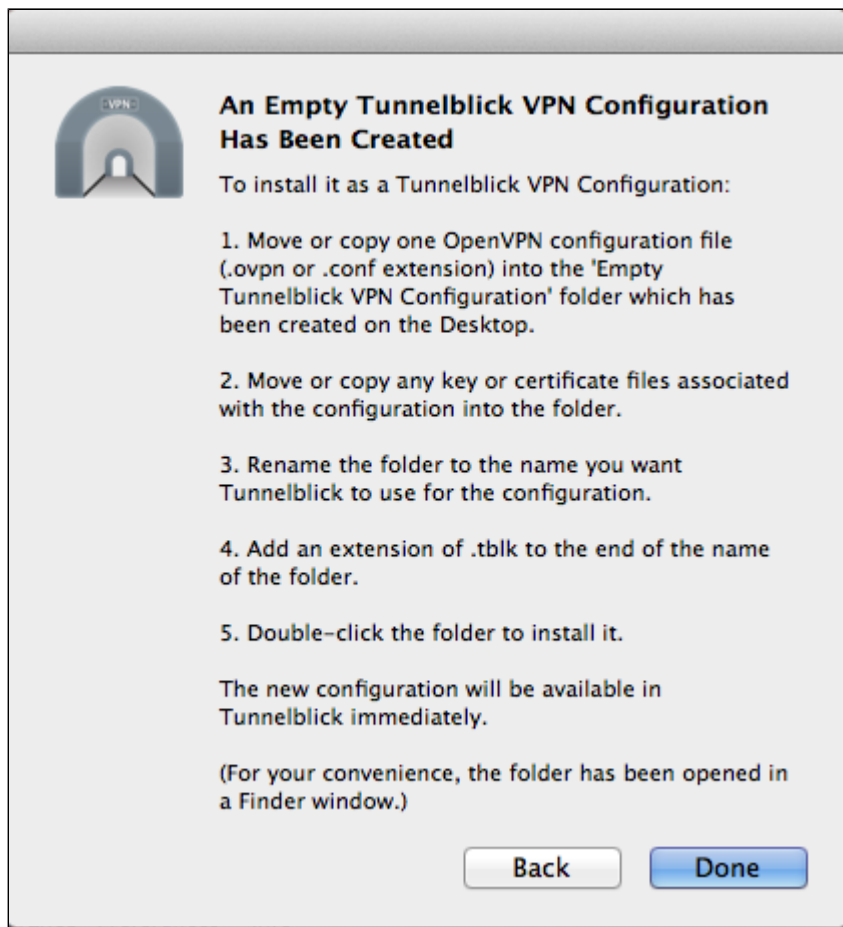 -VPN-
An Empty Tunnelblick VPN Configuration
Has Been Created
To install it as a Tunnelblick VPN Configuration:
1. Move or copy one OpenVPN configuration file
(.ovpn or .conf extension) into the 'Empty
Tunnelblick VPN Configuration' folder which has
been created on the Desktop.
2. Move or copy any key or certificate files associated
with the configuration into the folder.
3. Rename the folder to the name you want
Tunnelblick to use for the configuration.
4. Add an extension of .tblk to the end of the name
of the folder.
5. Double-click the folder to install it.
The new configuration will be available in
Tunnelblick immediately.
(For your convenience, the folder has been opened in
a Finder window.)
Back
Done